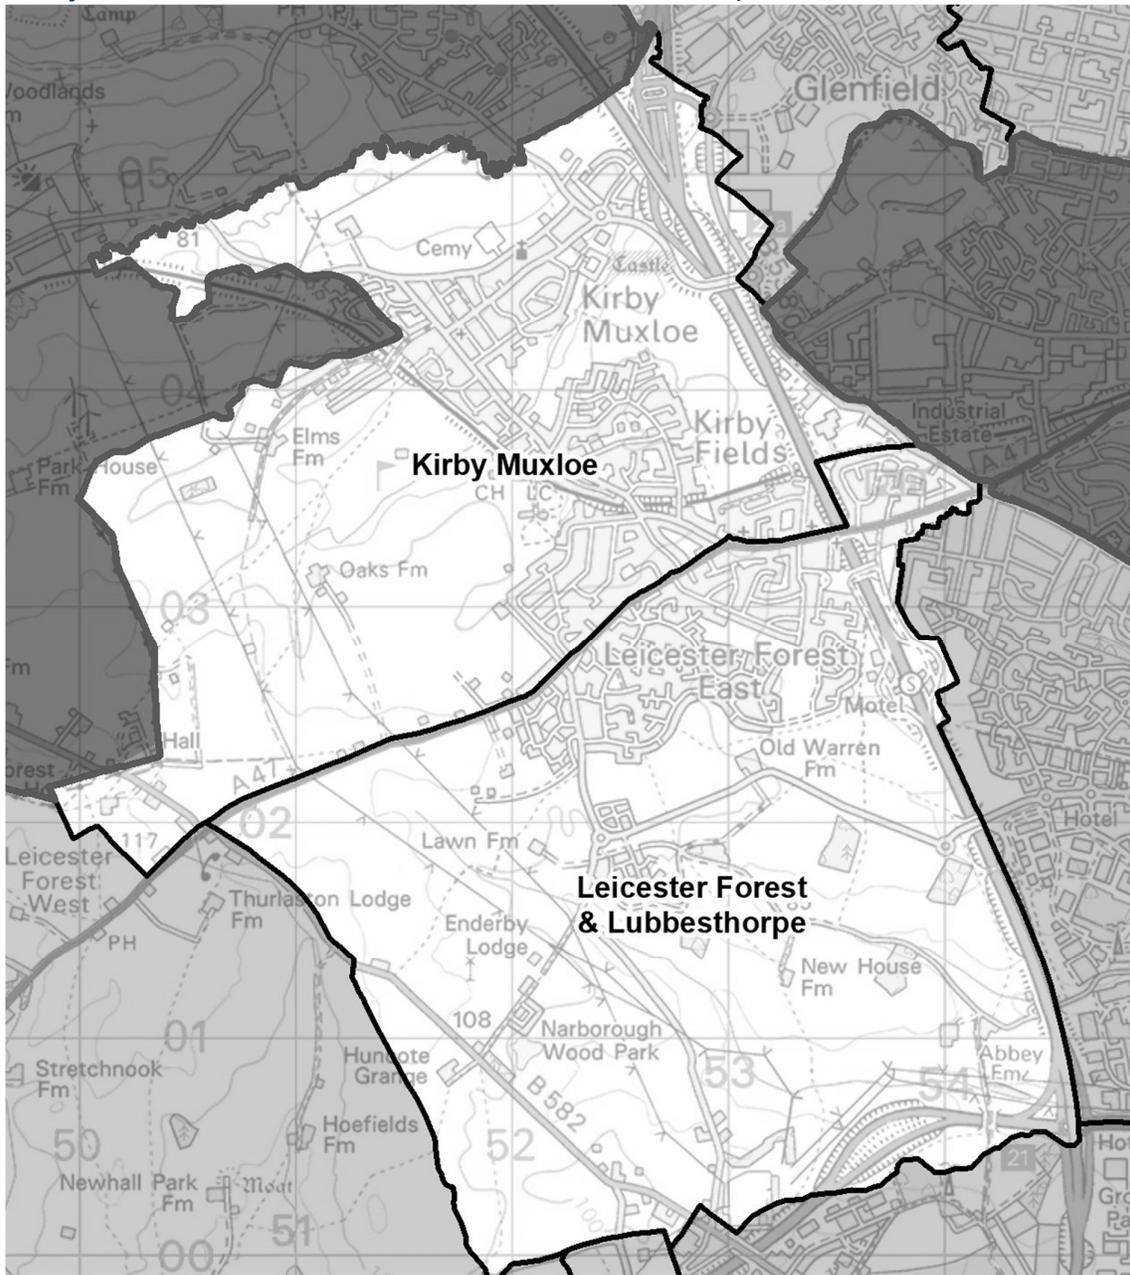 Camp
PH
Glenfield
Woodlands
05
81
Cemy
Castle
Kirby
Muxloe
04
Industrial
Estate
Kirby
Fields
A 47
Elms
Fm
Park House
Fm
Kirby Muxloe
CH LC
Oaks Fm
03
Leicester Forest
East
S
Motel
Hall
Old Warren
Fm
A 47
02
117
Hotel
Lawn Fm
Leicester
Forest
West
Leicester Forest
& Lubbesthorpe
Thurlaston Lodge
Fm
Enderby
Lodge
PH
New House
Fm
108
01
Narborough
Wood Park
Huncote
Grange
Abbey
Fm
Stretchnook
Fm
53
54
B 582
Hoefields
Fm
50
52
21
Newhall Park
Fm
Moat
51
00